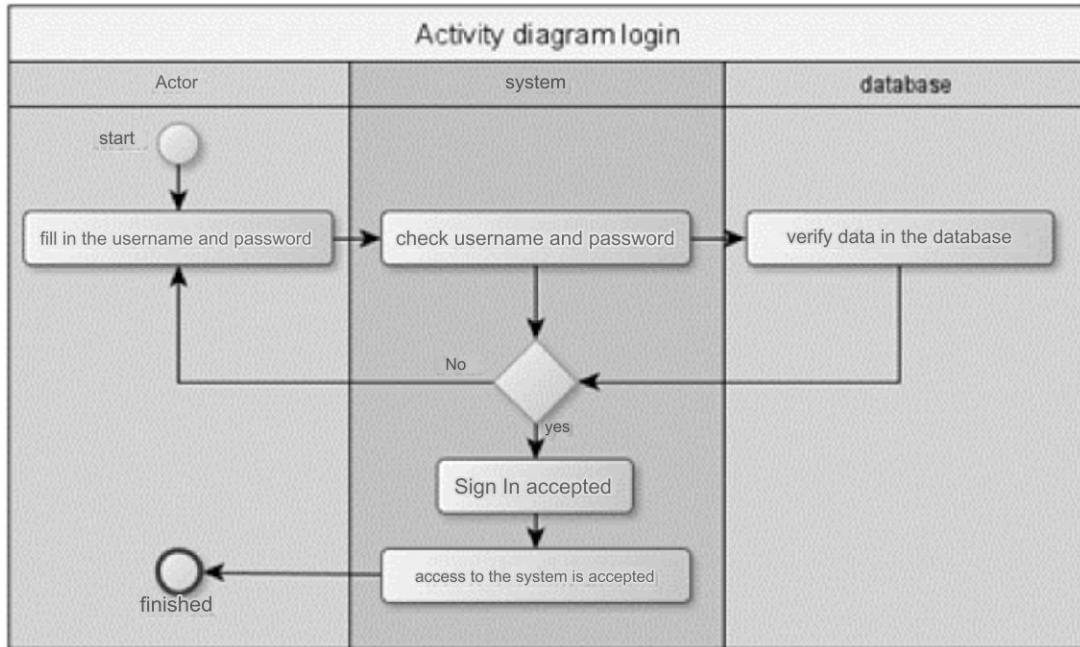 Activity diagram login
Actor
system
database
start
fill in the username and password
check username and password
verify data in the database
No
yes
Sign In accepted
access to the system is accepted
finished